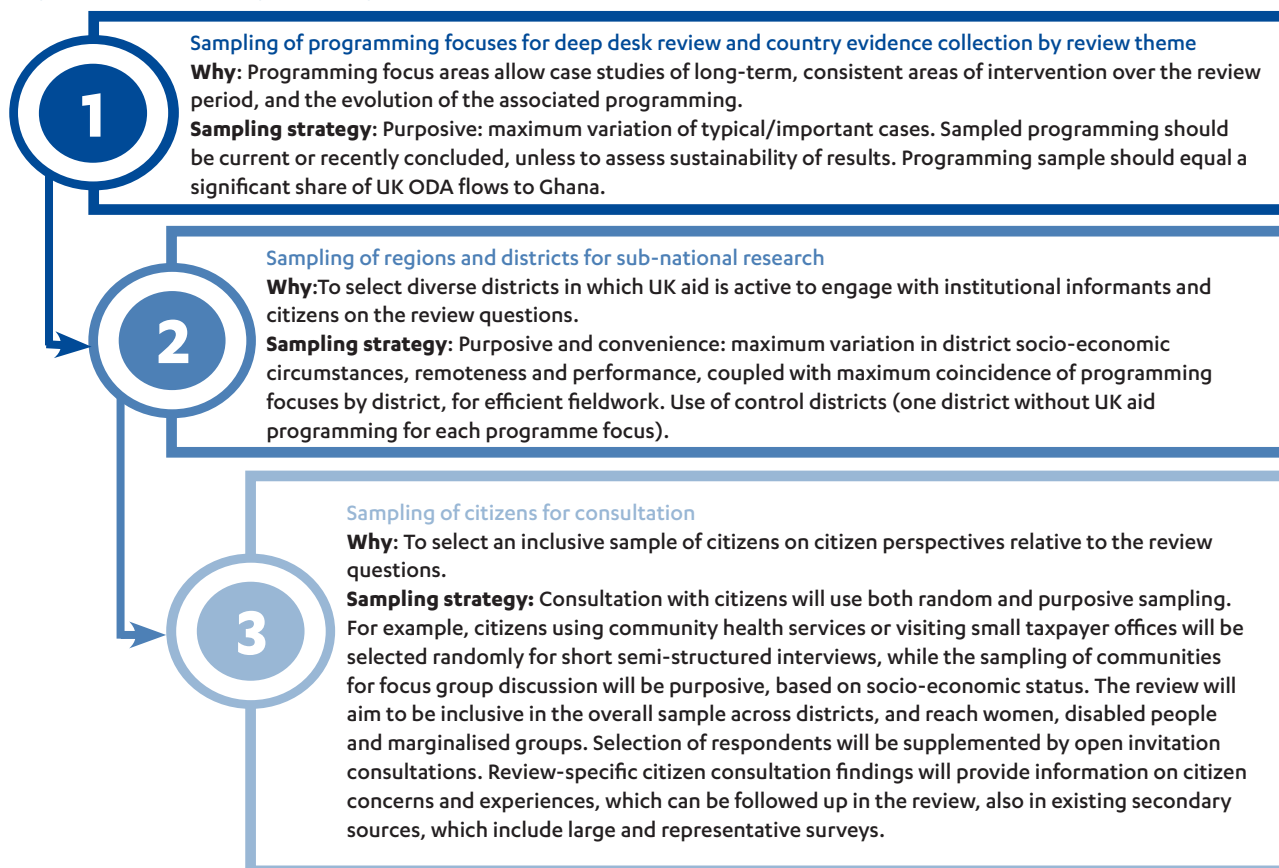 1
Sampling of programming focuses for deep desk review and country evidence collection by review theme
Why: Programming focus areas allow case studies of long-term, consistent areas of intervention over the review
period, and the evolution of the associated programming.
Sampling strategy: Purposive: maximum variation of typical/important cases. Sampled programming should
be current or recently concluded, unless to assess sustainability of results. Programming sample should equal a
significant share of UK ODA flows to Ghana.
2
Sampling of regions and districts for sub-national research
Why:To select diverse districts in which UK aid is active to engage with institutional informants and
citizens on the review questions.
Sampling strategy: Purposive and convenience: maximum variation in district socio-economic
circumstances, remoteness and performance, coupled with maximum coincidence of programming
focuses by district, for efficient fieldwork. Use of control districts (one district without UK aid
programming for each programme focus).
3
Sampling of citizens for consultation
Why: To select an inclusive sample of citizens on citizen perspectives relative to the review
questions.
Sampling strategy: Consultation with citizens will use both random and purposive sampling.
For example, citizens using community health services or visiting small taxpayer offices will be
selected randomly for short semi-structured interviews, while the sampling of communities
for focus group discussion will be purposive, based on socio-economic status. The review will
aim to be inclusive in the overall sample across districts, and reach women, disabled people
and marginalised groups. Selection of respondents will be supplemented by open invitation
consultations. Review-specific citizen consultation findings will provide information on citizen
concerns and experiences, which can be followed up in the review, also in existing secondary
sources, which include large and representative surveys.